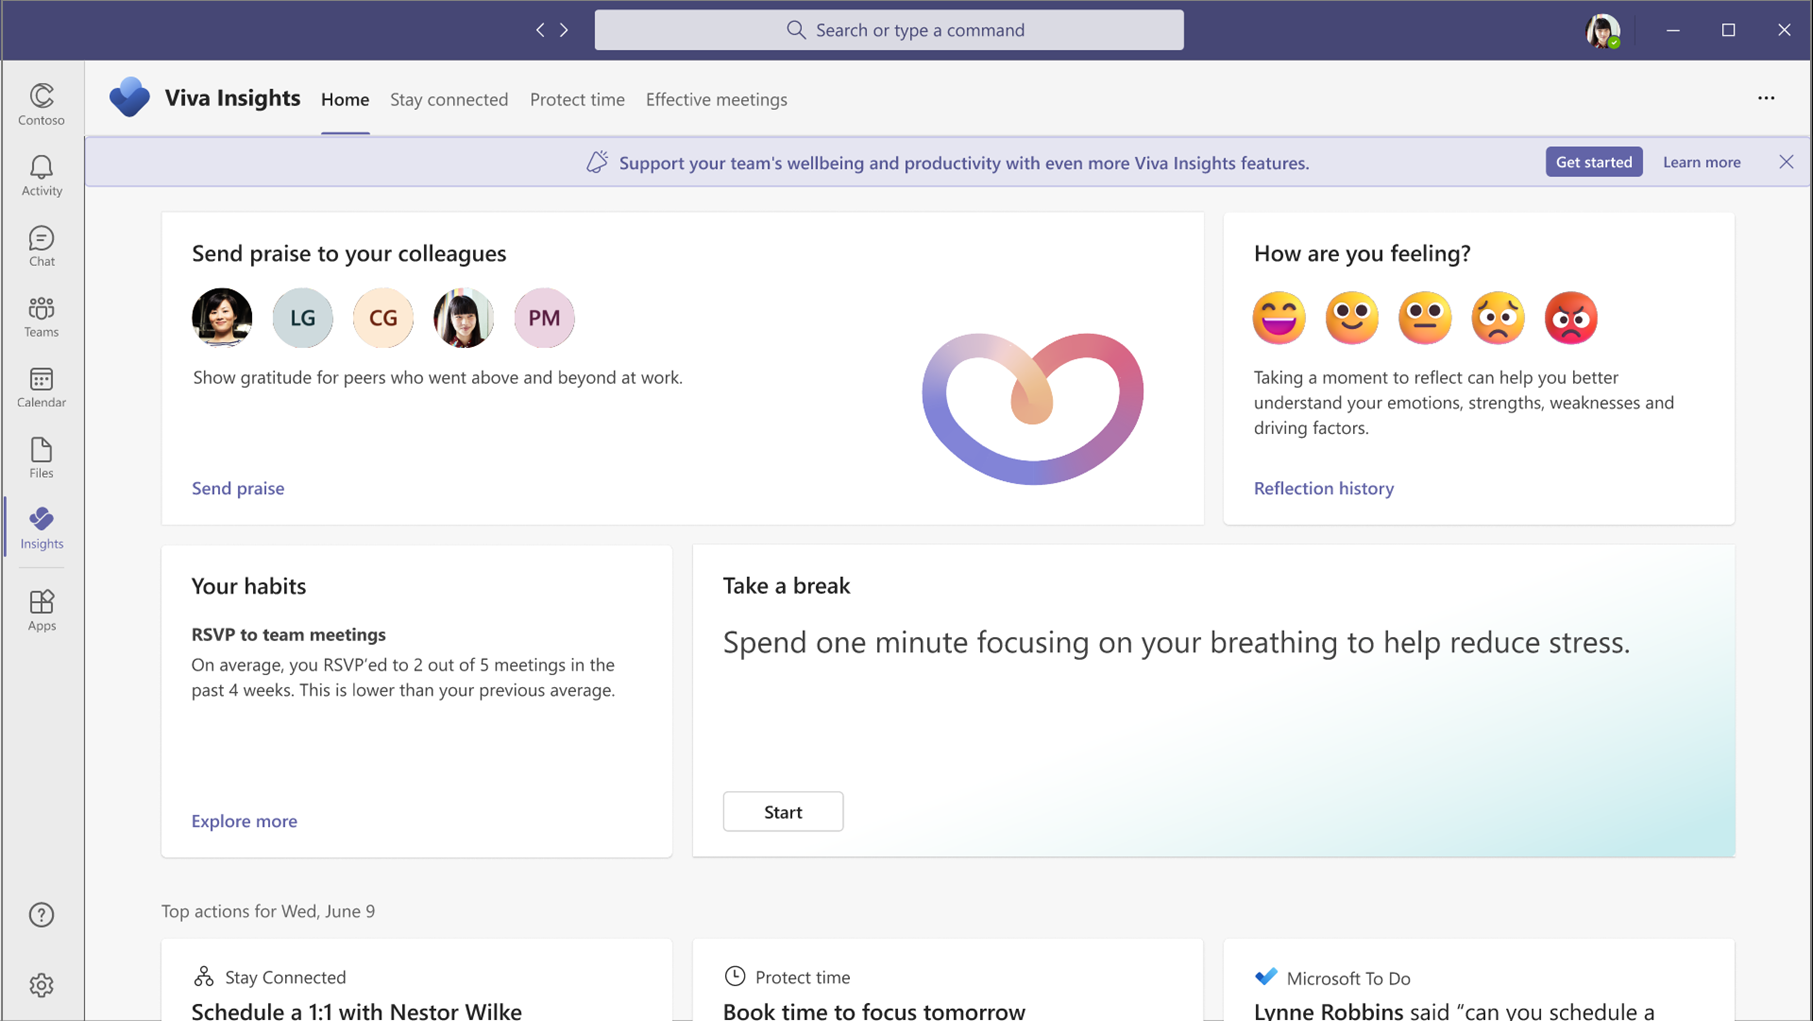 Search or type a command
Contoso
Activity
Chat
Teams
Calendar
Files
Insights
Apps
Viva Insights
Home
Stay connected
Protect time
Effective meetings
Support your team's wellbeing and productivity with even more Viva Insights features.
Get started
Learn more
Send praise to your colleagues
LG
CG
PM
Show gratitude for peers who went above and beyond at work.
Send praise
How are you feeling?
Taking a moment to reflect can help you better
understand your emotions, strengths, weaknesses and
driving factors.
Reflection history
Your habits
RSVP to team meetings
On average, you RSVP'ed to 2 out of 5 meetings in the
past 4 weeks. This is lower than your previous average.
Explore more
Take a break
Spend one minute focusing on your breathing to help reduce stress.
Start
Top actions for Wed, June 9
Stay Connected
Schedule a 1:1 with Nestor Wilke
Protect time
Book time to focus tomorrow
Microsoft To Do
Lynne Robbins said “can you schedule a